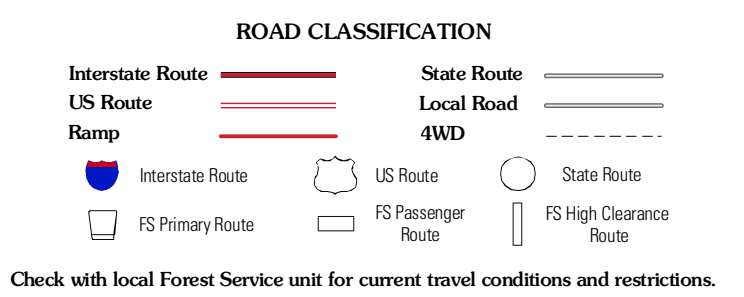 ROAD CLASSIFICATION
Interstate Route
State Route
US Route
Local Road
Ramp
4WD
Interstate Route
US Route
State Route
FS Primary Route
FS Passenger
Route
FS High Clearance
Route
Check with local Forest Service unit for current travel conditions and restrictions.